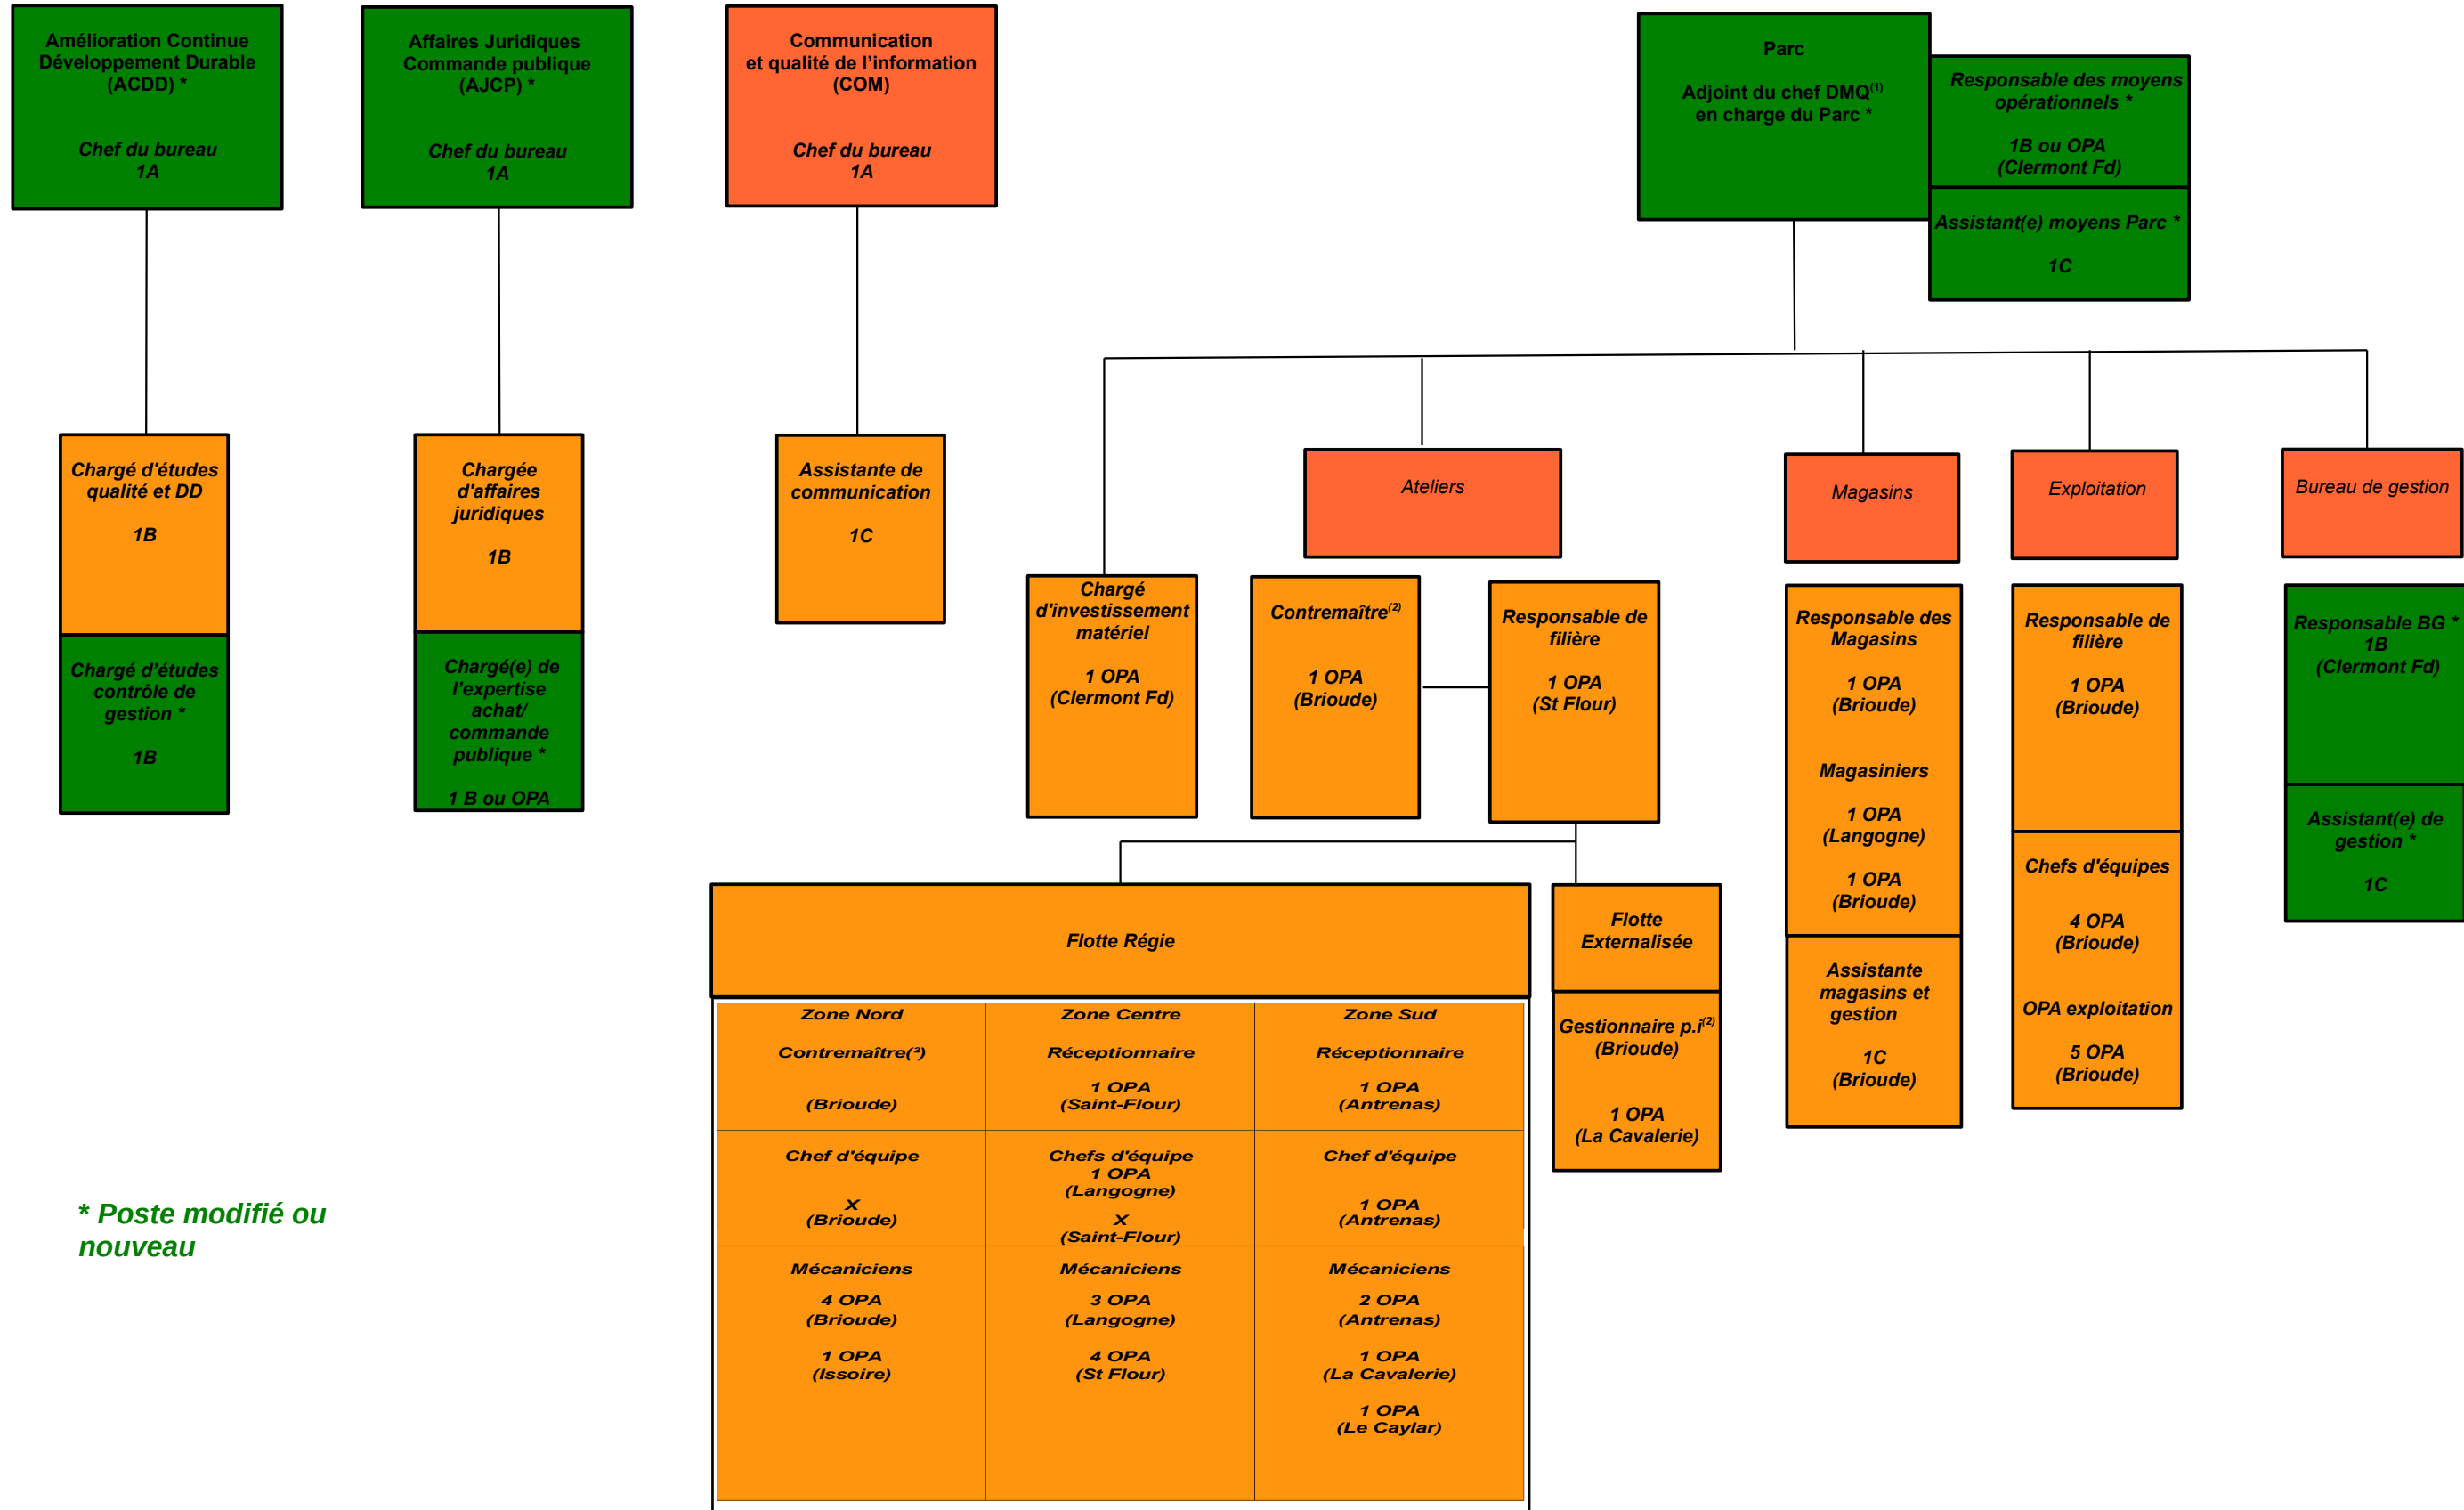 Amélioration Continue
Développement Durable
(ACDD) *
Chef du bureau
1A
Affaires Juridiques
Commande publique
(AJCP) *
Chef du bureau
1A
Communication
et qualité de l’information
(COM)
Chef du bureau
1A
Parc
Adjoint du chef DMQ(1)
en charge du Parc *
Responsable des moyens
opérationnels *
1B ou OPA
(Clermont Fd)
Assistant(e) moyens Parc *
1C
Chargé d'études
qualité et DD
1B
Chargé d’études
contrôle de
gestion *
1B
Chargée
d'affaires
juridiques
1B
Chargé(e) de
l’expertise
achat/
commande
publique *
1 B ou OPA
Assistante de
communication
1C
Ateliers
Magasins
Exploitation
Bureau de gestion
Chargé
d'investissement
matériel
1 OPA
(Clermont Fd)
Contremaître(2)
1 OPA
(Brioude)
Responsable de
filière
1 OPA
(St Flour)
Responsable des
Magasins
1 OPA
(Brioude)
Magasiniers
1 OPA
(Langogne)
1 OPA
(Brioude)
Assistante
magasins et
gestion
1C
(Brioude)
Responsable de
filière
1 OPA
(Brioude)
Chefs d'équipes
4 OPA
(Brioude)
OPA exploitation
5 OPA
(Brioude)
Responsable BG *
1B
(Clermont Fd)
Assistant(e) de
gestion *
1C
Flotte Régie
Flotte
Externalisée
Gestionnaire p.i(2)
(Brioude)
1 OPA
(La Cavalerie)
Zone Nord
Zone Centre
Zone Sud
Contremaître(²)
(Brioude)
Réceptionnaire
1 OPA
(Saint-Flour)
Réceptionnaire
1 OPA
(Antrenas)
Chef d'équipe
X
(Brioude)
Chefs d'équipe
1 OPA
(Langogne)
X
(Saint-Flour)
Chef d'équipe
1 OPA
(Antrenas)
Mécaniciens
4 OPA
(Brioude)
1 OPA
(Issoire)
Mécaniciens
3 OPA
(Langogne)
4 OPA
(St Flour)
Mécaniciens
2 OPA
(Antrenas)
1 OPA
(La Cavalerie)
1 OPA
(Le Caylar)
* Poste modifié ou
nouveau